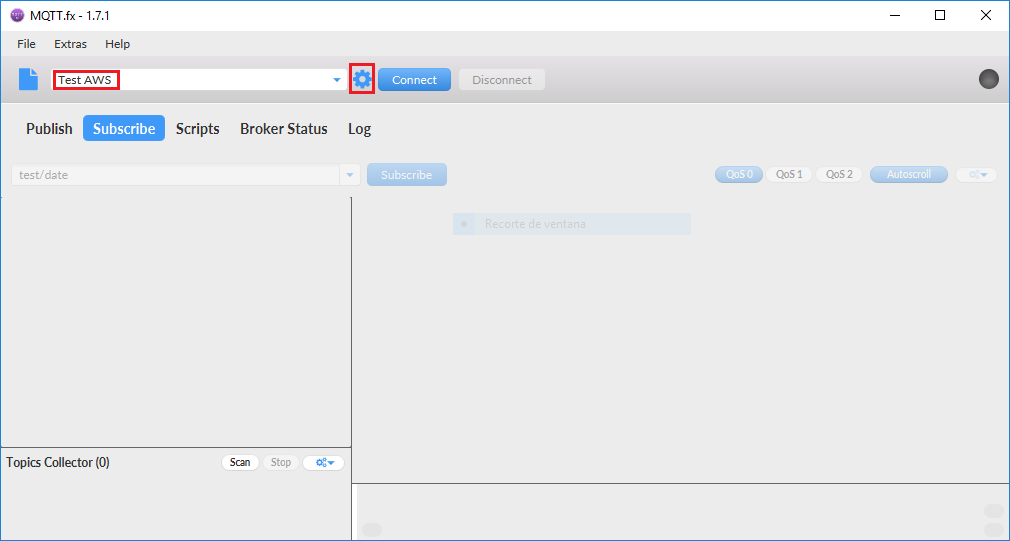 MQTT.fx - 1.7.1
File Extras Help
Test AWS Connect Disconnect
Publish Subscribe Scripts Broker Status Log
test/date Subscribe QoS 0 QoS 1 QoS 2 Autoscroll
Recorte de ventana
Topics Collector (0) Scan Stop